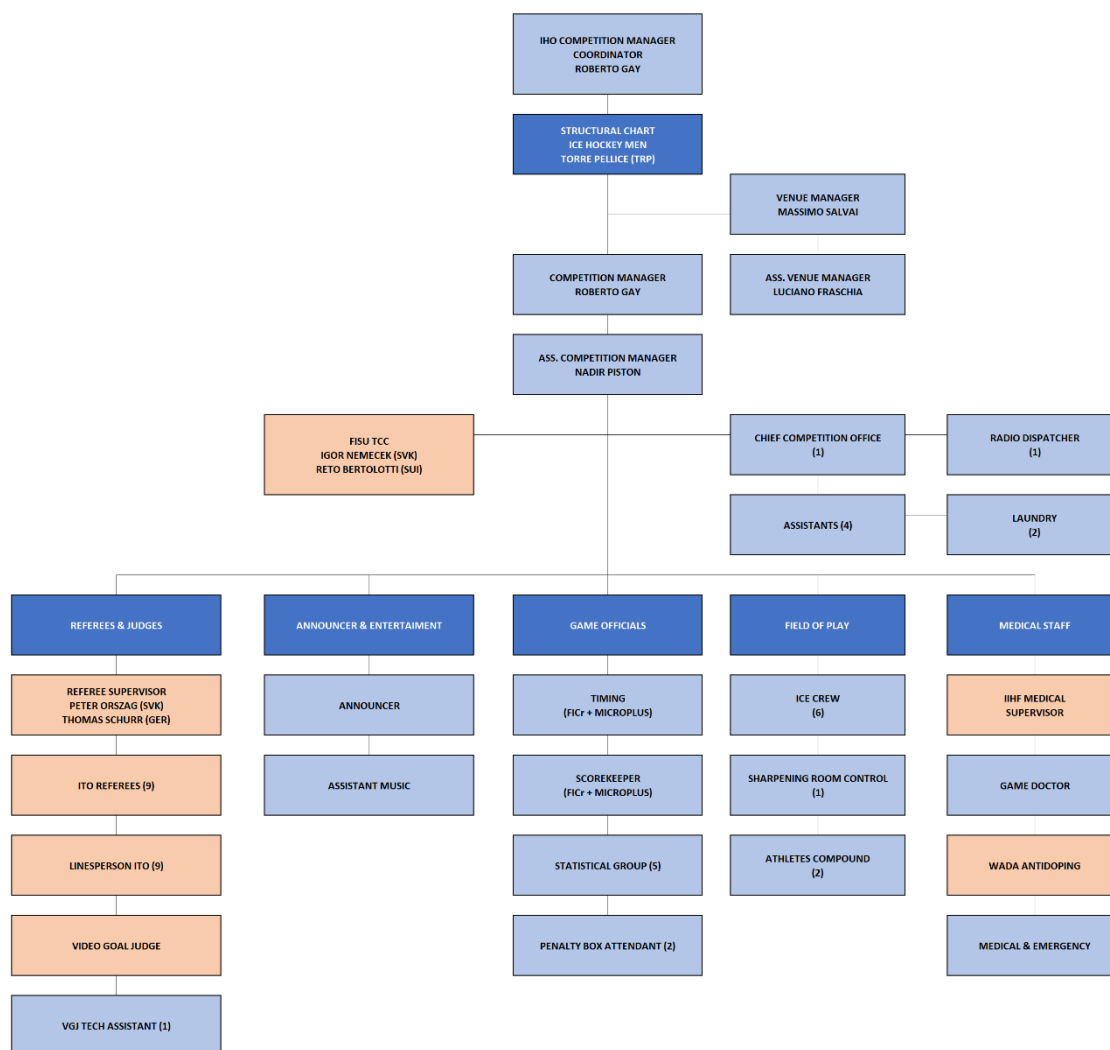 IHO COMPETITION MANAGER
COORDINATOR
ROBERTO GAY
STRUCTURAL CHART
ICE HOCKEY MEN
TORRE PELLICE (TRP)
VENUE MANAGER
MASSIMO SALVAI
COMPETITION MANAGER
ROBERTO GAY
ASS. VENUE MANAGER
LUCIANO FRASCHIA
ASS. COMPETITION MANAGER
NADIR PISTON
FISU TCC
IGOR NEMECEK (SVK)
RETO BERTOLOTTI (SUI)
CHIEF COMPETITION OFFICE
(1)
RADIO DISPATCHER
(1)
ASSISTANTS (4)
LAUNDRY
(2)
REFEREES & JUDGES
REFEREE SUPERVISOR
PETER ORSZAG (SVK)
THOMAS SCHURR (GER)
ITO REFEREES (9)
LINESPERSON ITO (9)
VIDEO GOAL JUDGE
VGJ TECH ASSISTANT (1)
ANNOUNCER & ENTERTAIMENT
ANNOUNCER
ASSISTANT MUSIC
GAME OFFICIALS
TIMING
(FICr + MICROPLUS)
SCOREKEEPER
(FICr + MICROPLUS)
STATISTICAL GROUP (5)
PENALTY BOX ATTENDANT (2)
FIELD OF PLAY
ICE CREW
(6)
SHARPENING ROOM CONTROL
(1)
ATHLETES COMPOUND
(2)
MEDICAL STAFF
IIHF MEDICAL
SUPERVISOR
GAME DOCTOR
WADA ANTIDOPING
MEDICAL & EMERGENCY